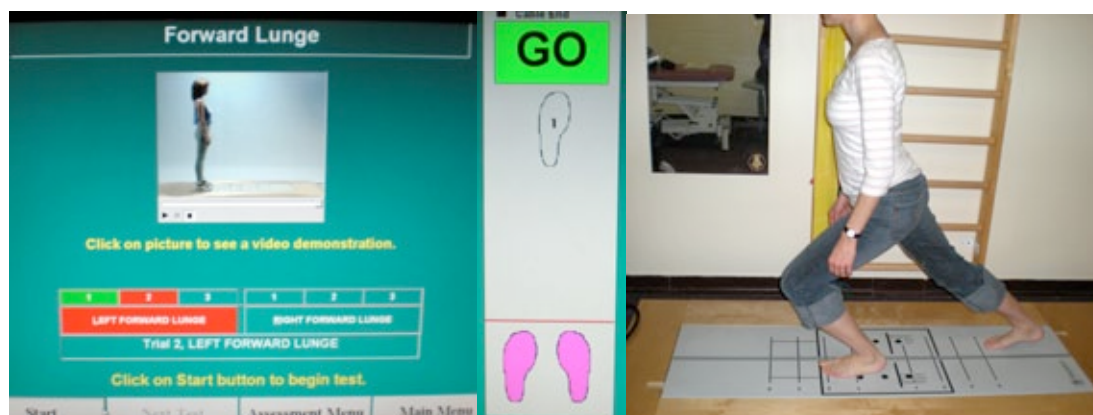 Forward Lunge
Click on picture to see a video demonstration.
1 2 3 1 2 3
LEFT FORWARD LUNGE RIGHT FORWARD LUNGE
Trial 2, LEFT FORWARD LUNGE
Click on Start button to begin test.
Start Next Test Assessment Menu Main Menu
GO
1